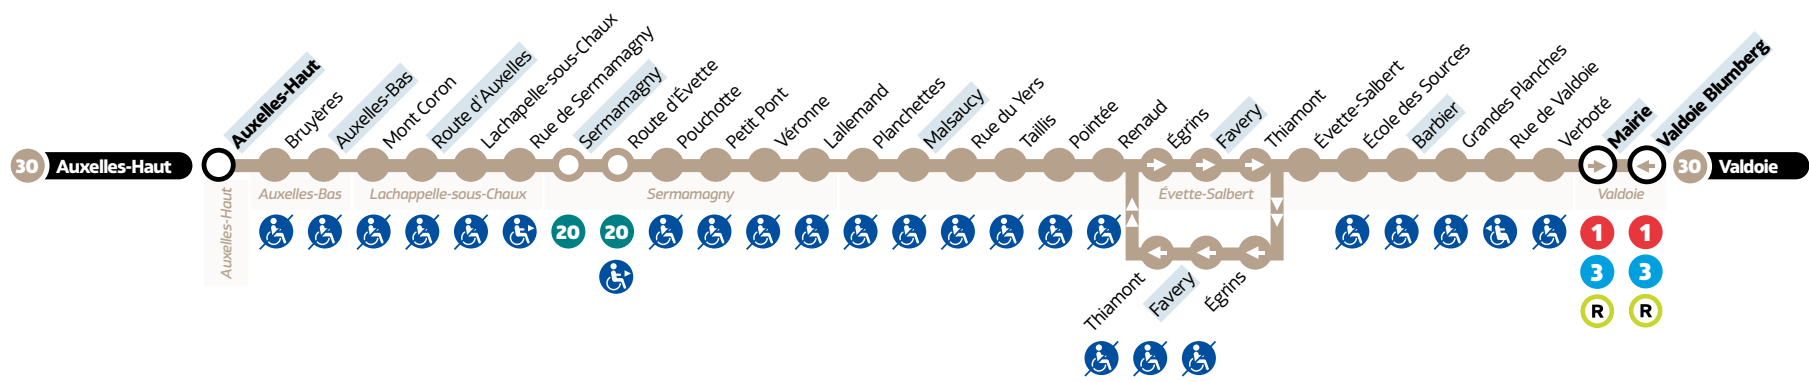 30 Auxelles-Haut
Auxelles-Haut
Bruyères
Auxelles-Bas
Mont Coron
Route d'Auxelles
Lachapelle-sous-Chaux
Rue de Sermamagny
Sermamagny
Route d'Évette
Pouchotte
Petit Pont
Véronne
Lallemand
Planchettes
Malsaucy
Rue du Yers
Taillis
Pointée
Renaud
Égrins
Favery
Thiamont
Évette-Salbert
École des Sources
Barbier
Grandes Planches
Rue de Valdoie
Verboté
Mairie
Valdoie Blumberg
30 Valdoie
Auxelles-Haut
Auxelles-Bas
Lachappelle-sous-Chaux
Sermamagny
Évette-Salbert
Valdoie
20
20
1
3
R
1
3
R
Thiamont
Favery
Égrins